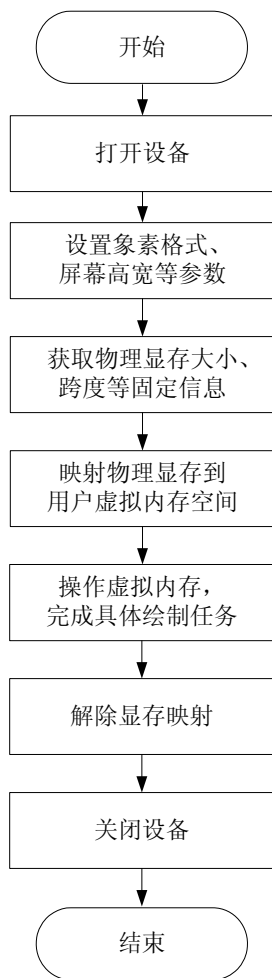 开始
打开设备
设置象素格式、
屏幕高宽等参数
获取物理显存大小、
跨度等固定信息
映射物理显存到
用户虚拟内存空间
操作虚拟内存，
完成具体绘制任务
解除显存映射
关闭设备
结束